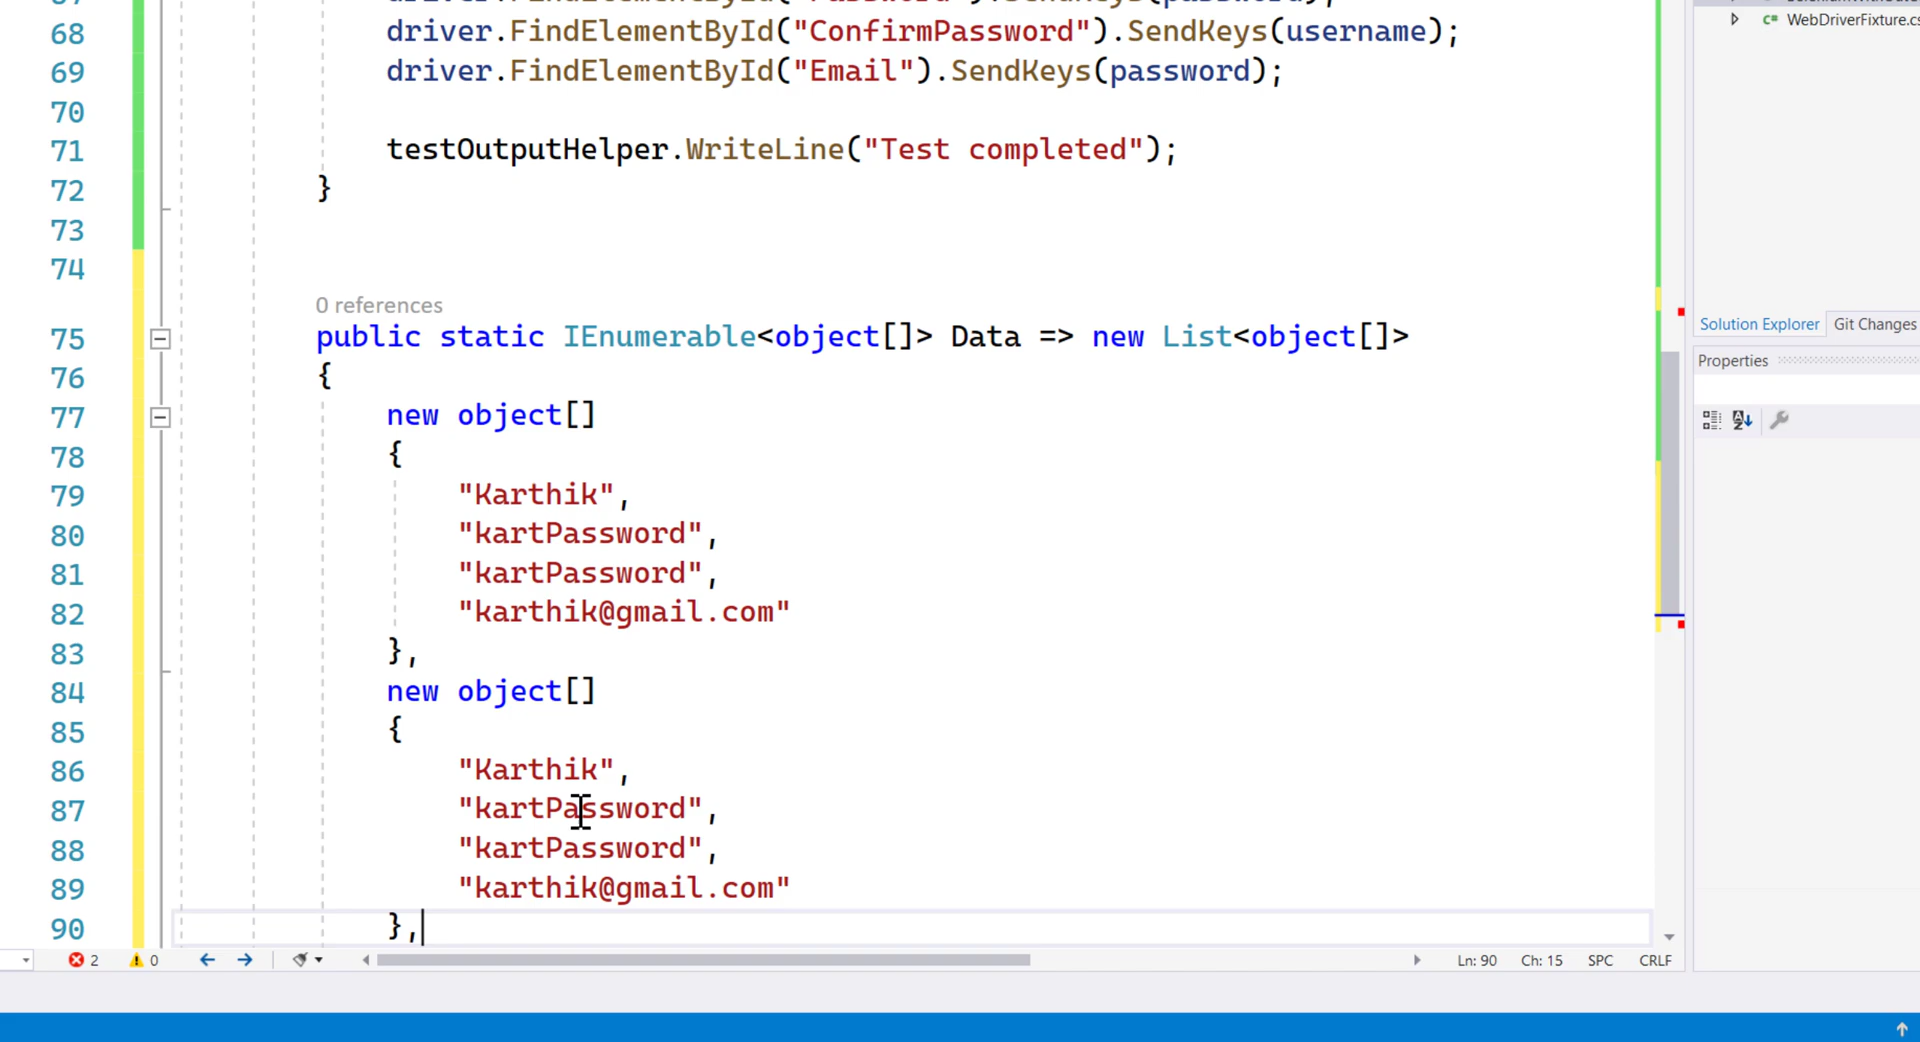 68 driver.FindElementById("ConfirmPassword").SendKeys(username);
WebDriverFixture.cs
69 driver.FindElementById("Email").SendKeys(password);
70
71 testOutputHelper.WriteLine("Test completed");
72 }
73
74
0 references
75 public static IEnumerable<object[]> Data => new List<object[]>
Solution Explorer Git Changes
Properties
76 {
77 new object[]
78 {
79 "Karthik",
80 "kartPassword",
81 "kartPassword",
82 "karthik@gmail.com"
83 },
84 new object[]
85 {
86 "Karthik",
87 "kartPassword",
88 "kartPassword",
89 "karthik@gmail.com"
90 },
2 0 Ln: 90 Ch: 15 SPC CRLF